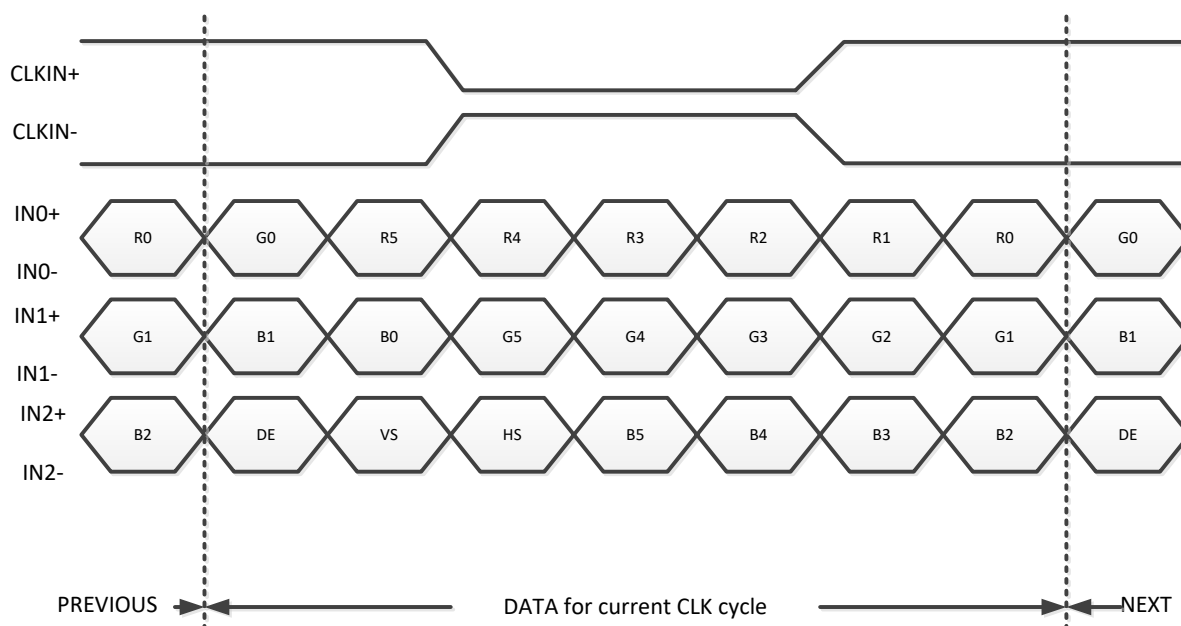 CLKIN+
CLKIN-
IN0+
R0 G0 R5 R4 R3 R2 R1 R0 G0
IN0-
IN1+
G1 B1 B0 G5 G4 G3 G2 G1 B1
IN1-
IN2+
B2 DE VS HS B5 B4 B3 B2 DE
IN2-
PREVIOUS DATA for current CLK cycle NEXT